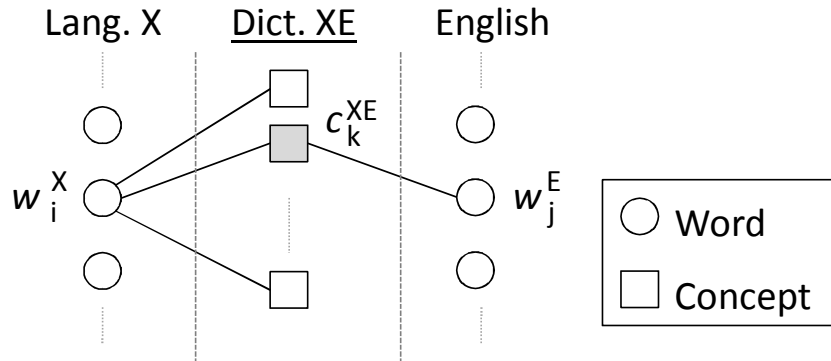 Lang. X Dict. XE English
c_k^XE
w_i^X w_j^E
Word
Concept